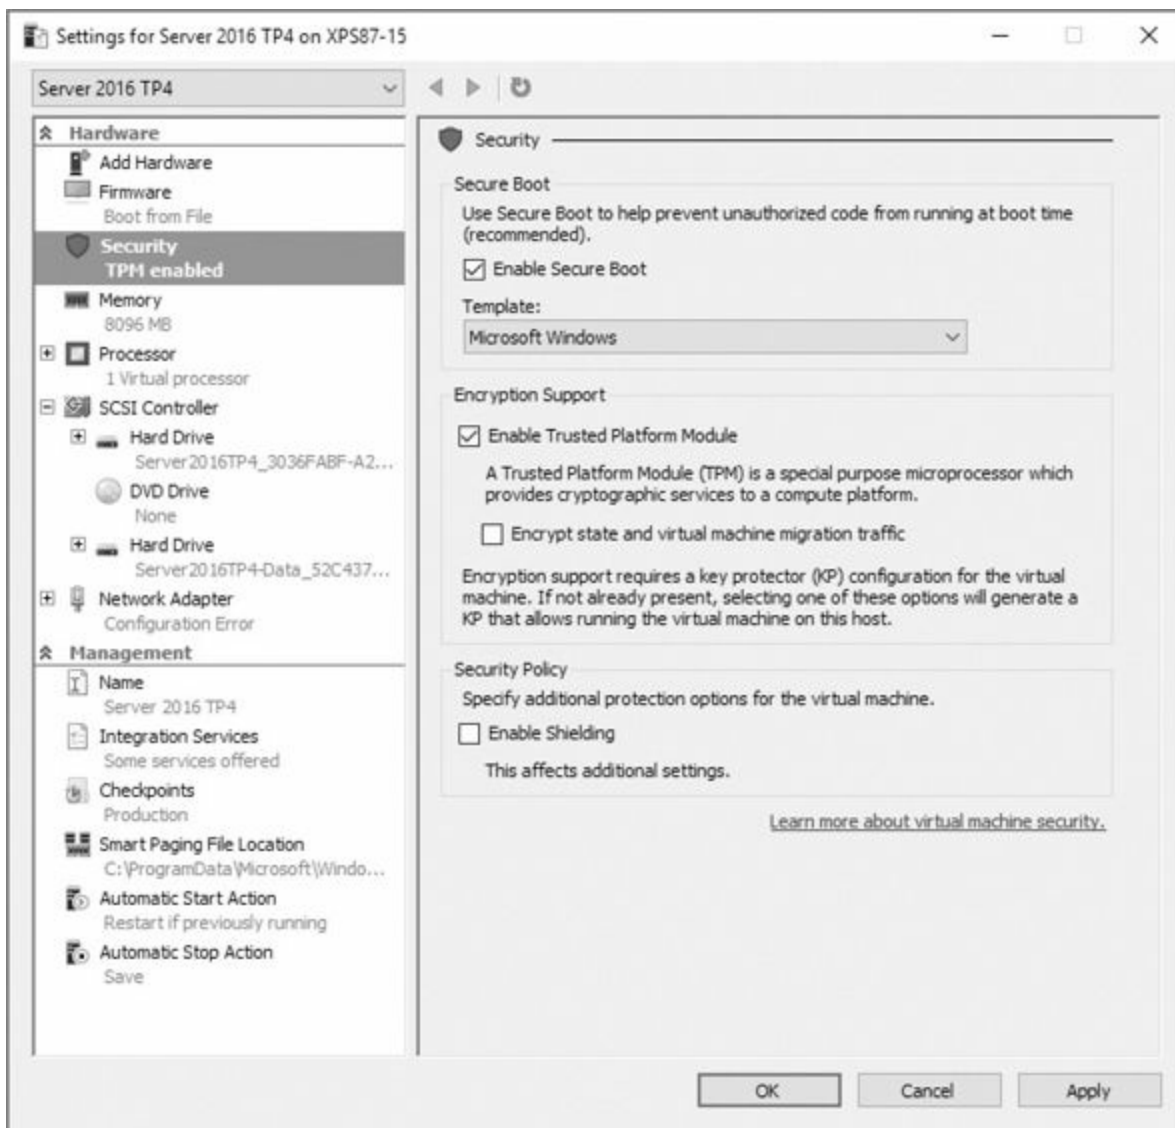 Settings for Server 2016 TP4 on XPS87-15
Server 2016 TP4
Hardware
Add Hardware
Firmware
Boot from File
Security
TPM enabled
Memory
8096 MB
Processor
1 Virtual processor
SCSI Controller
Hard Drive
Server2016TP4_3036FABF-A2...
DVD Drive
None
Hard Drive
Server2016TP4-Data_52C437...
Network Adapter
Configuration Error
Management
Name
Server 2016 TP4
Integration Services
Some services offered
Checkpoints
Production
Smart Paging File Location
C:\ProgramData\Microsoft\Windo...
Automatic Start Action
Restart if previously running
Automatic Stop Action
Save
Security
Secure Boot
Use Secure Boot to help prevent unauthorized code from running at boot time
(recommended).
Enable Secure Boot
Template:
Microsoft Windows
Encryption Support
Enable Trusted Platform Module
A Trusted Platform Module (TPM) is a special purpose microprocessor which
provides cryptographic services to a compute platform.
Encrypt state and virtual machine migration traffic
Encryption support requires a key protector (KP) configuration for the virtual
machine. If not already present, selecting one of these options will generate a
KP that allows running the virtual machine on this host.
Security Policy
Specify additional protection options for the virtual machine.
Enable Shielding
This affects additional settings.
Learn more about virtual machine security.
OK
Cancel
Apply